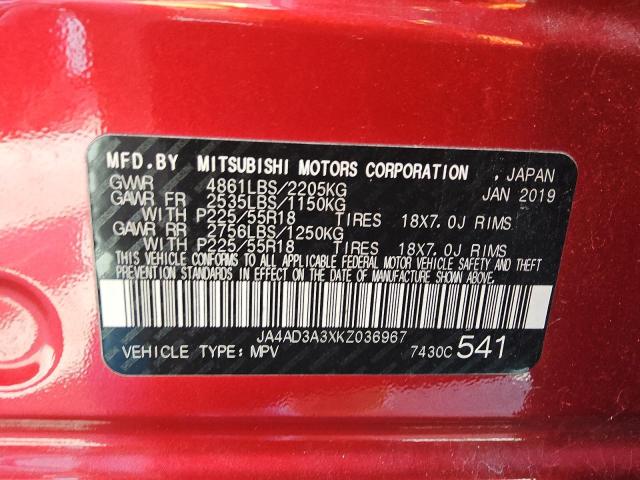 MFD.BY MITSUBISHI MOTORS CORPORATION , JAPAN
GVWR 4861LBS/2205KG JAN 2019
GAWR FR 2535LBS/1150KG
WITH P225/55R18 TIRES 18X7.0J RIMS
GAWR RR 2756LBS/1250KG
WITH P225/55R18 TIRES 18X7.0J RIMS
THIS VEHICLE CONFORMS TO ALL APPLICABLE FEDERAL MOTOR VEHICLE SAFETY AND THEFT
PREVENTION STANDARDS IN EFFECT ON THE DATE OF MANUFACTURE SHOWN ABOVE.
JA4AD3A3XKZ036967
VEHICLE TYPE: MPV 7430C 541